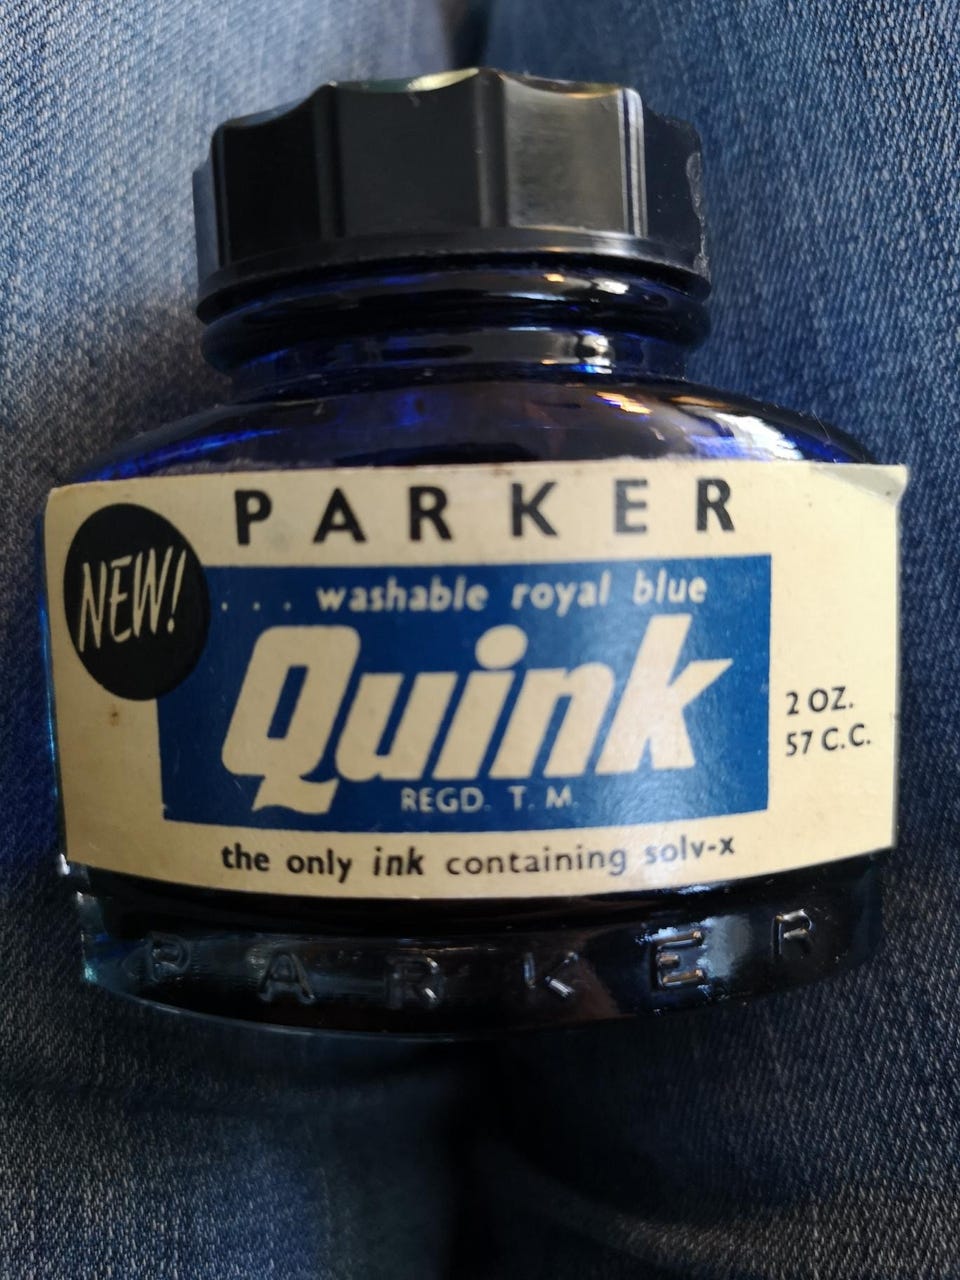 PARKER
NEW!
... washable royal blue
Quink
REGD. T. M.
2 OZ.
57 C.C.
the only ink containing solv-x
PARKER